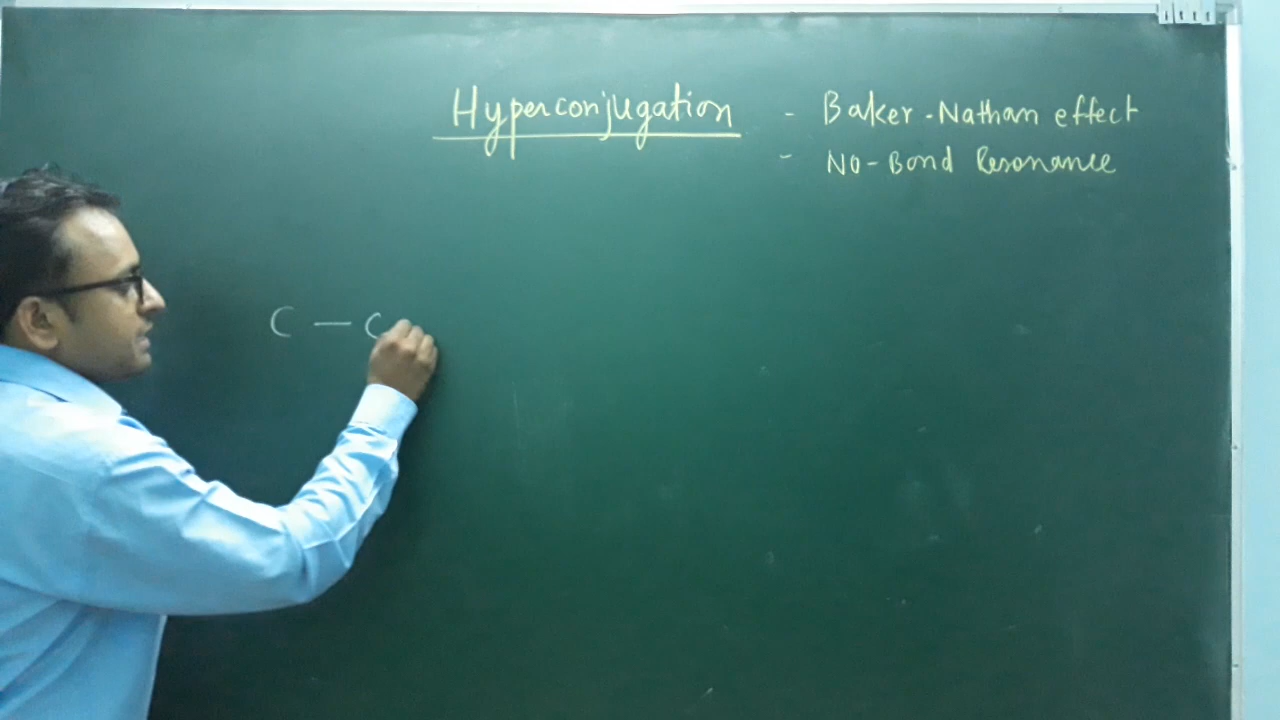 Hyperconjugation - Baker-Nathan effect
- No-Bond Resonance
C — C